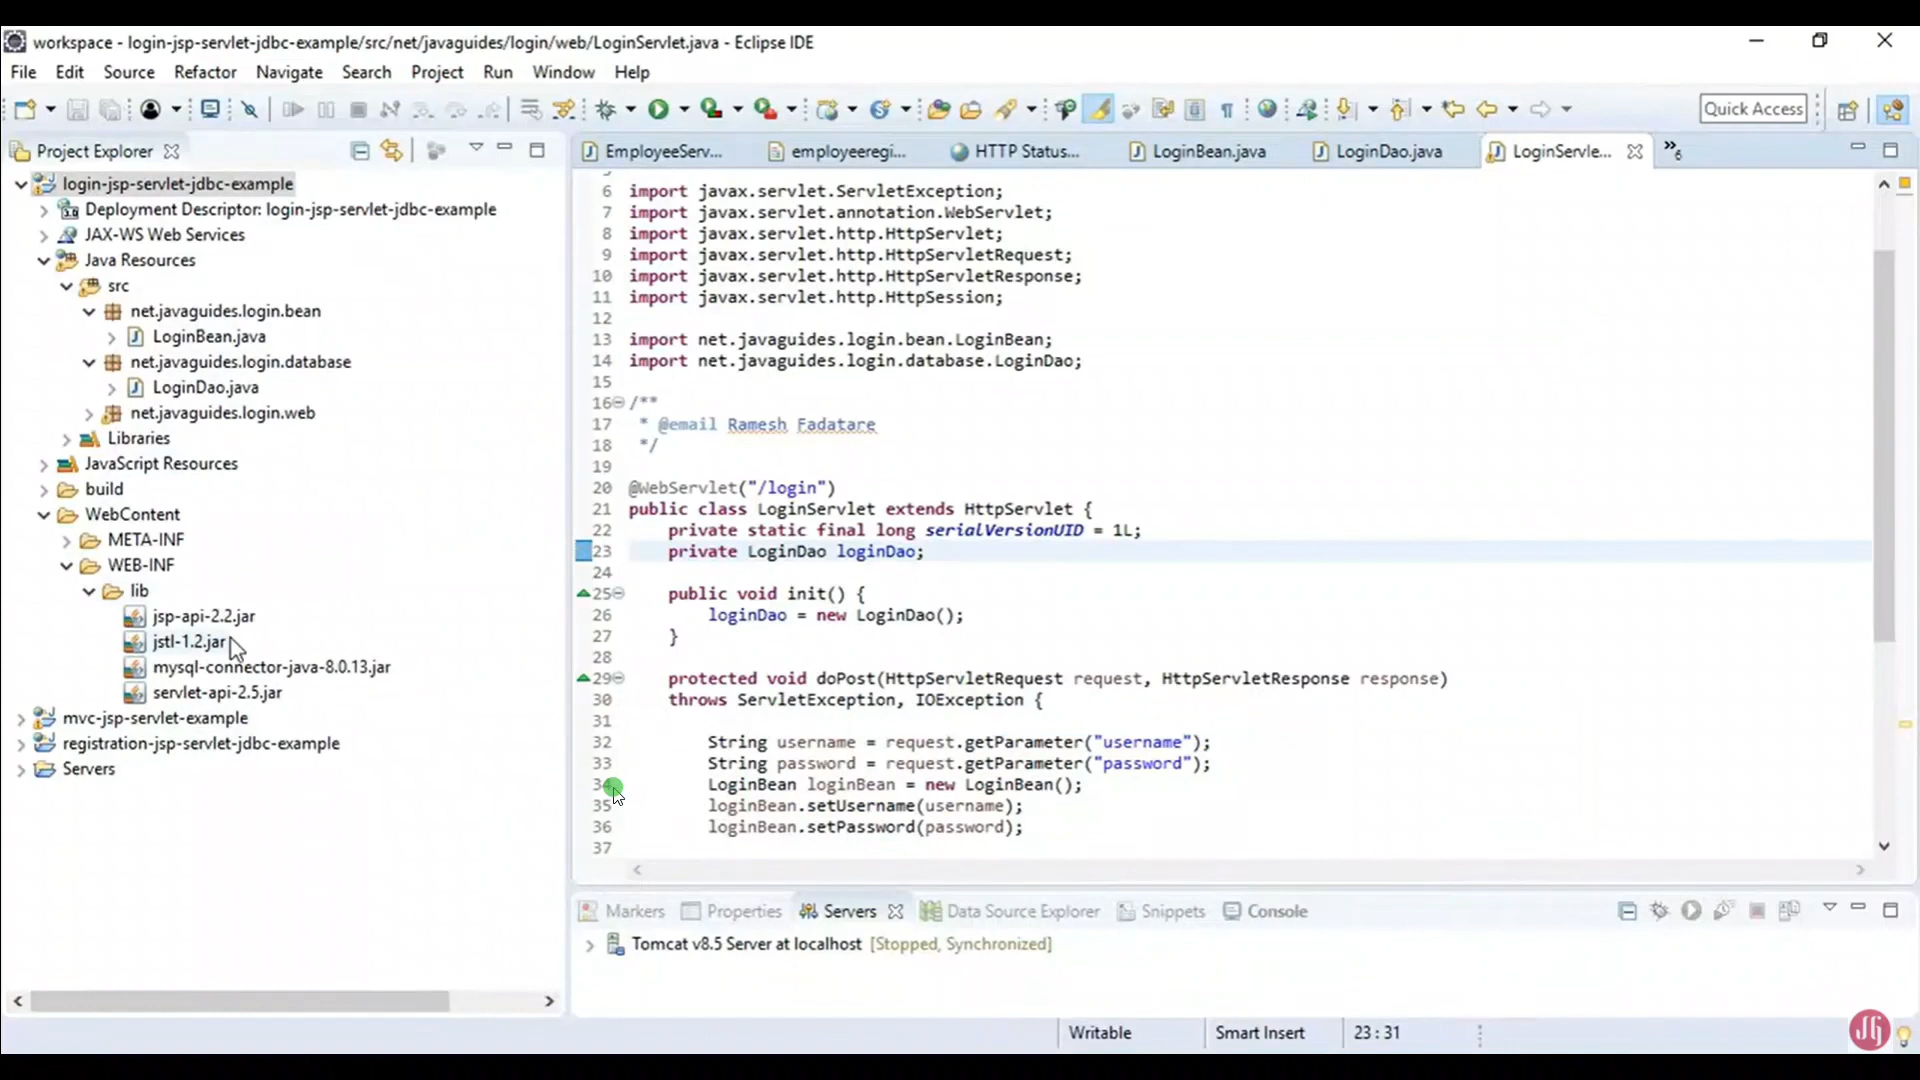 workspace - login-jsp-servlet-jdbc-example/src/net/javaguides/login/web/LoginServlet.java - Eclipse IDE
File Edit Source Refactor Navigate Search Project Run Window Help
Quick Access
Project Explorer
login-jsp-servlet-jdbc-example
Deployment Descriptor: login-jsp-servlet-jdbc-example
JAX-WS Web Services
Java Resources
src
net.javaguides.login.bean
LoginBean.java
net.javaguides.login.database
LoginDao.java
net.javaguides.login.web
Libraries
JavaScript Resources
build
WebContent
META-INF
WEB-INF
lib
jsp-api-2.2.jar
jstl-1.2.jar
mysql-connector-java-8.0.13.jar
servlet-api-2.5.jar
mvc-jsp-servlet-example
registration-jsp-servlet-jdbc-example
Servers
EmployeeServ... employeeregi... HTTP Status... LoginBean.java LoginDao.java LoginServle... »6
6 import javax.servlet.ServletException;
7 import javax.servlet.annotation.WebServlet;
8 import javax.servlet.http.HttpServlet;
9 import javax.servlet.http.HttpServletRequest;
10 import javax.servlet.http.HttpServletResponse;
11 import javax.servlet.http.HttpSession;
12
13 import net.javaguides.login.bean.LoginBean;
14 import net.javaguides.login.database.LoginDao;
15
16 /**
17 * @email Ramesh Fadatare
18 */
19
20 @WebServlet("/login")
21 public class LoginServlet extends HttpServlet {
22 private static final long serialVersionUID = 1L;
23 private LoginDao loginDao;
24
25 public void init() {
26 loginDao = new LoginDao();
27 }
28
29 protected void doPost(HttpServletRequest request, HttpServletResponse response)
30 throws ServletException, IOException {
31
32 String username = request.getParameter("username");
33 String password = request.getParameter("password");
34 LoginBean loginBean = new LoginBean();
35 loginBean.setUsername(username);
36 loginBean.setPassword(password);
37
Markers Properties Servers Data Source Explorer Snippets Console
Tomcat v8.5 Server at localhost [Stopped, Synchronized]
Writable Smart Insert 23 : 31
JG